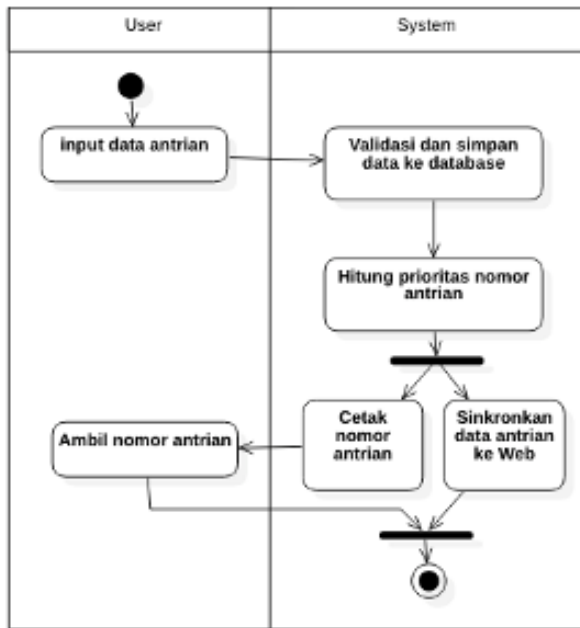 User
System
input data antrian
Validasi dan simpan
data ke database
Hitung prioritas nomor
antrian
Cetak
nomor
antrian
Sinkronkan
data antrian
ke Web
Ambil nomor antrian